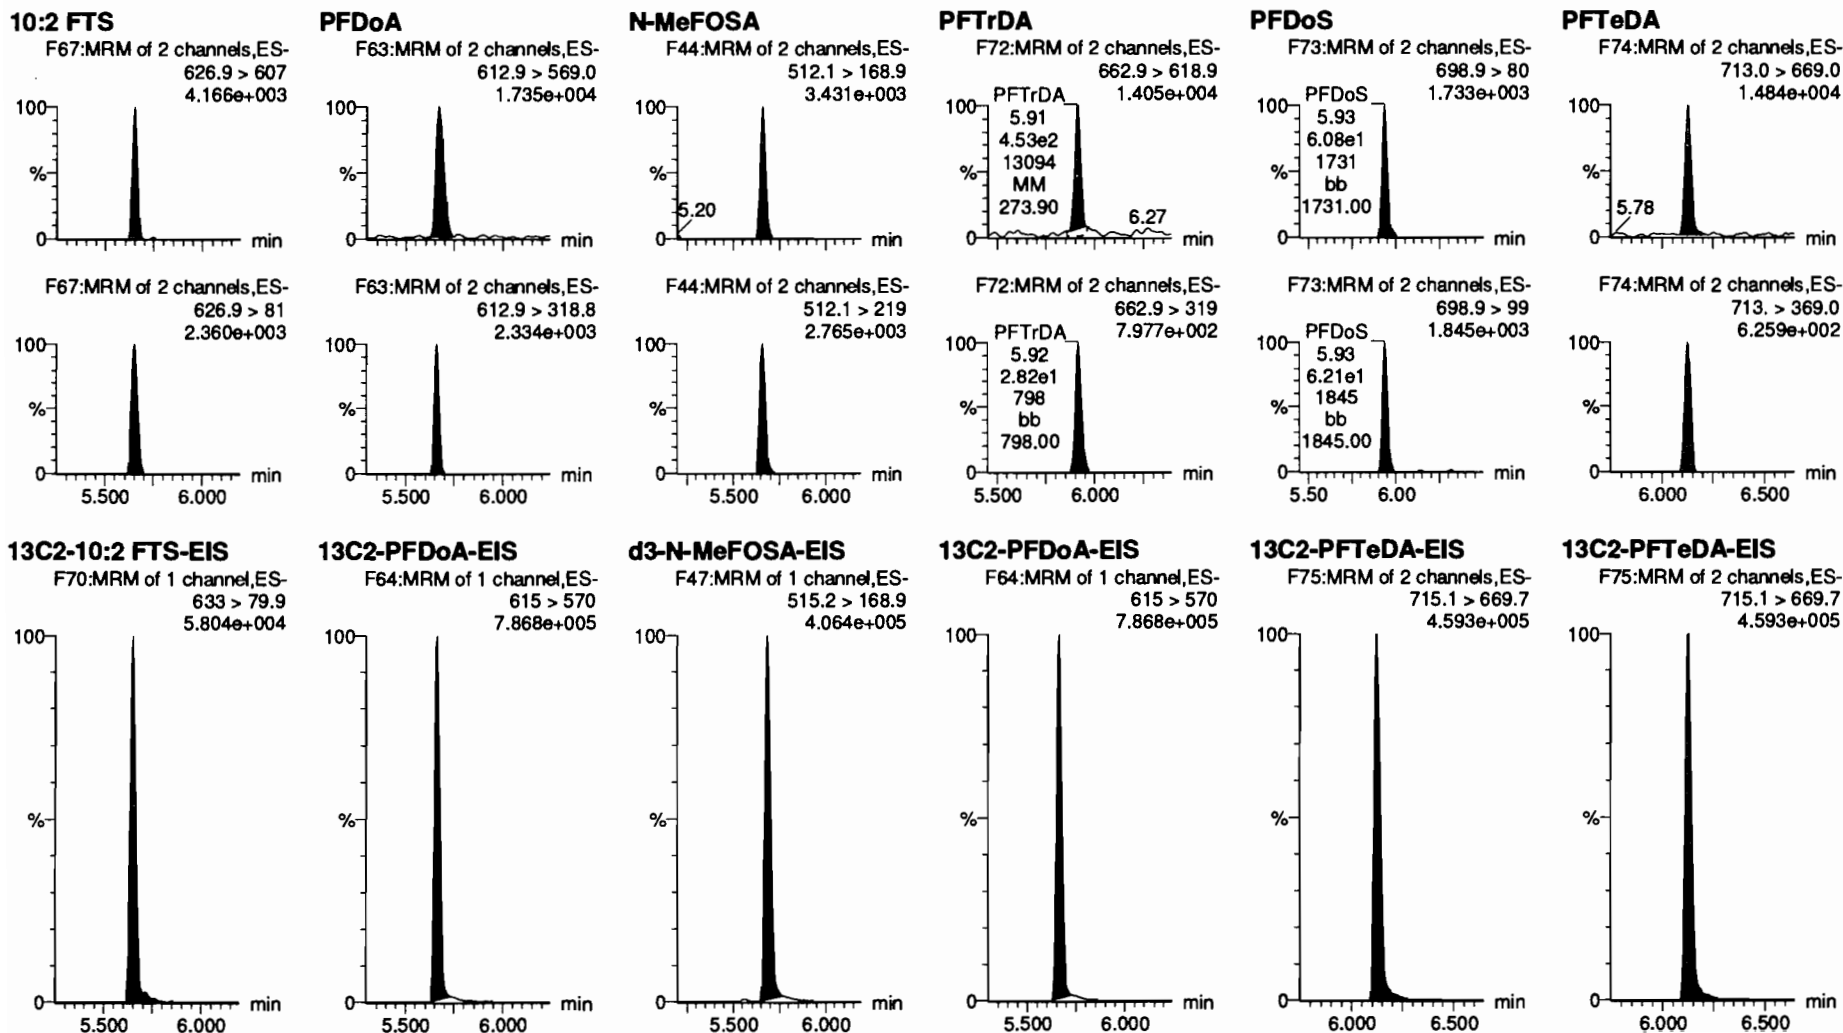 10:2 FTS
F67:MRM of 2 channels,ES-
626.9 > 607
4.166e+003
100
%
0
min
PFDoA
F63:MRM of 2 channels,ES-
612.9 > 569.0
1.735e+004
100
%
0
min
N-MeFOSA
F44:MRM of 2 channels,ES-
512.1 > 168.9
3.431e+003
100
%
5.20
0
min
PFTrDA
F72:MRM of 2 channels,ES-
662.9 > 618.9
1.405e+004
100
PFTrDA
5.91
4.53e2
13094
MM
273.90
%
6.27
0
min
PFDoS
F73:MRM of 2 channels,ES-
698.9 > 80
1.733e+003
100
PFDoS
5.93
6.08e1
1731
bb
1731.00
%
0
min
PFTeDA
F74:MRM of 2 channels,ES-
713.0 > 669.0
1.484e+004
100
%
5.78
0
min
F67:MRM of 2 channels,ES-
626.9 > 81
2.360e+003
100
%
0
min
5.500 6.000
F63:MRM of 2 channels,ES-
612.9 > 318.8
2.334e+003
100
%
0
min
5.500 6.000
F44:MRM of 2 channels,ES-
512.1 > 219
2.765e+003
100
%
0
min
5.500 6.000
F72:MRM of 2 channels,ES-
662.9 > 319
7.977e+002
100
PFTrDA
5.92
2.82e1
798
bb
798.00
%
0
min
5.500 6.000
F73:MRM of 2 channels,ES-
698.9 > 99
1.845e+003
100
PFDoS
5.93
6.21e1
1845
bb
1845.00
%
0
min
5.50 6.00
F74:MRM of 2 channels,ES-
713. > 369.0
6.259e+002
100
%
0
min
6.000 6.500
13C2-10:2 FTS-EIS
F70:MRM of 1 channel,ES-
633 > 79.9
5.804e+004
100
%
0
min
5.500 6.000
13C2-PFDoA-EIS
F64:MRM of 1 channel,ES-
615 > 570
7.868e+005
100
%
0
min
5.500 6.000
d3-N-MeFOSA-EIS
F47:MRM of 1 channel,ES-
515.2 > 168.9
4.064e+005
100
%
0
min
5.500 6.000
13C2-PFDoA-EIS
F64:MRM of 1 channel,ES-
615 > 570
7.868e+005
100
%
0
min
5.500 6.000
13C2-PFTeDA-EIS
F75:MRM of 2 channels,ES-
715.1 > 669.7
4.593e+005
100
%
0
min
6.000 6.500
13C2-PFTeDA-EIS
F75:MRM of 2 channels,ES-
715.1 > 669.7
4.593e+005
100
%
0
min
6.000 6.500